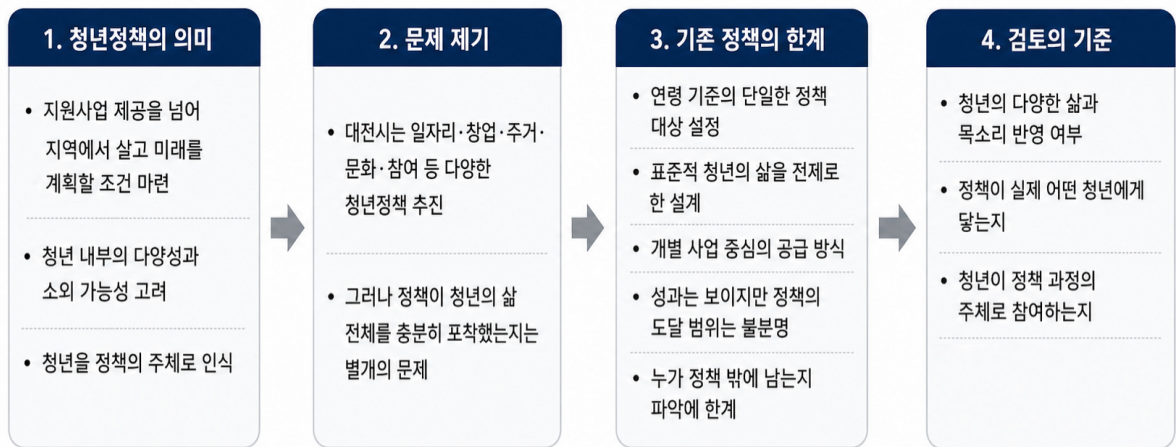 1. 청년정책의 의미
• 지원사업 제공을 넘어
지역에서 살고 미래를
계획할 조건 마련
• 청년 내부의 다양성과
소외 가능성 고려
• 청년을 정책의 주체로 인식
2. 문제 제기
• 대전시는 일자리·창업·주거·
문화·참여 등 다양한
청년정책 추진
• 그러나 정책이 청년의 삶
전체를 충분히 포착했는지는
별개의 문제
3. 기존 정책의 한계
• 연령 기준의 단일한 정책
대상 설정
• 표준적 청년의 삶을 전제로
한 설계
• 개별 사업 중심의 공급 방식
• 성과는 보이지만 정책의
도달 범위는 불분명
• 누가 정책 밖에 남는지
파악에 한계
4. 검토의 기준
• 청년의 다양한 삶과
목소리 반영 여부
• 정책이 실제 어떤 청년에게
닿는지
• 청년이 정책 과정의
주체로 참여하는지